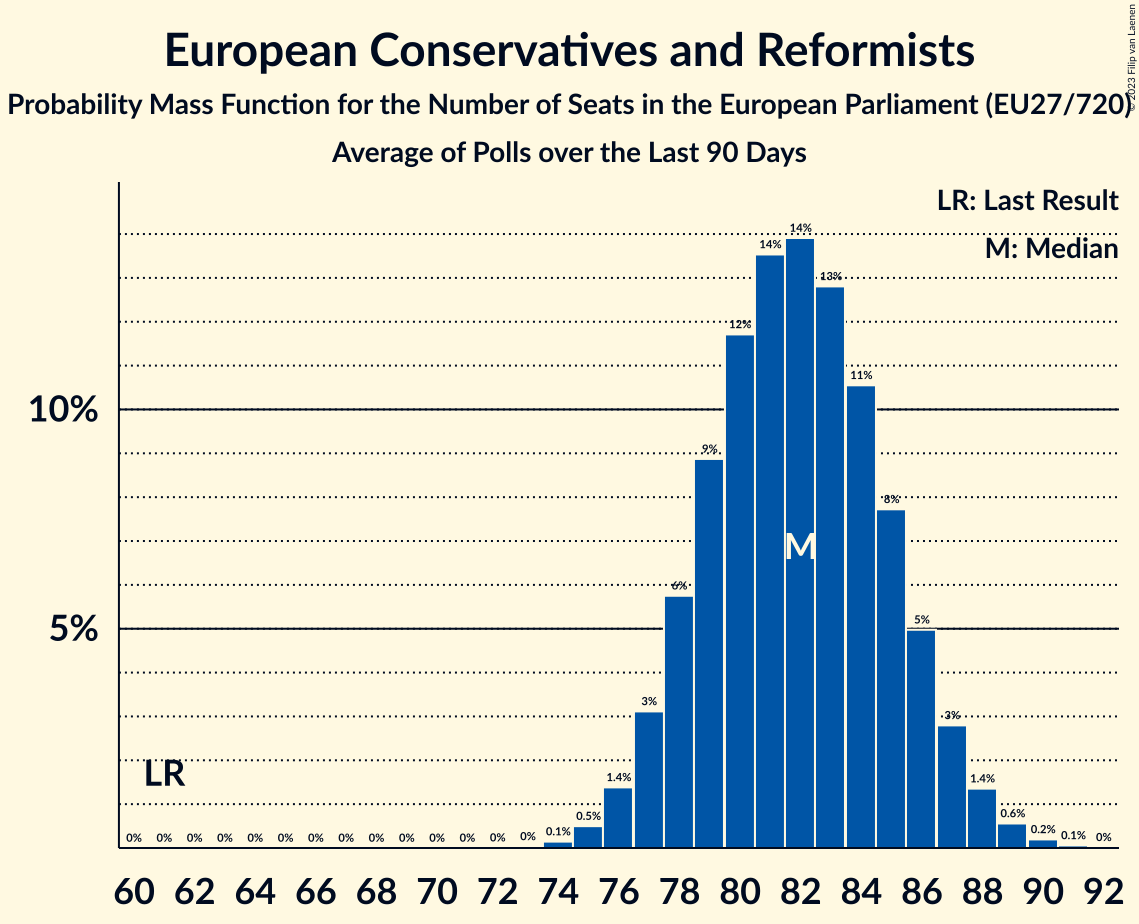 European Conservatives and Reformists
© 2023 Filip van Laenen
Probability Mass Function for the Number of Seats in the European Parliament (EU27/720)
Average of Polls over the Last 90 Days
LR: Last Result
M: Median
10%
5%
0% 0% 0% 0% 0% 0% 0% 0% 0% 0% 0% 0% 0% 0% 0.1% 0.5% 1.4% 3% 6% 9% 12% 14% 14% 13% 11% 8% 5% 3% 1.4% 0.6% 0.2% 0.1% 0%
M
LR
60 62 64 66 68 70 72 74 76 78 80 82 84 86 88 90 92